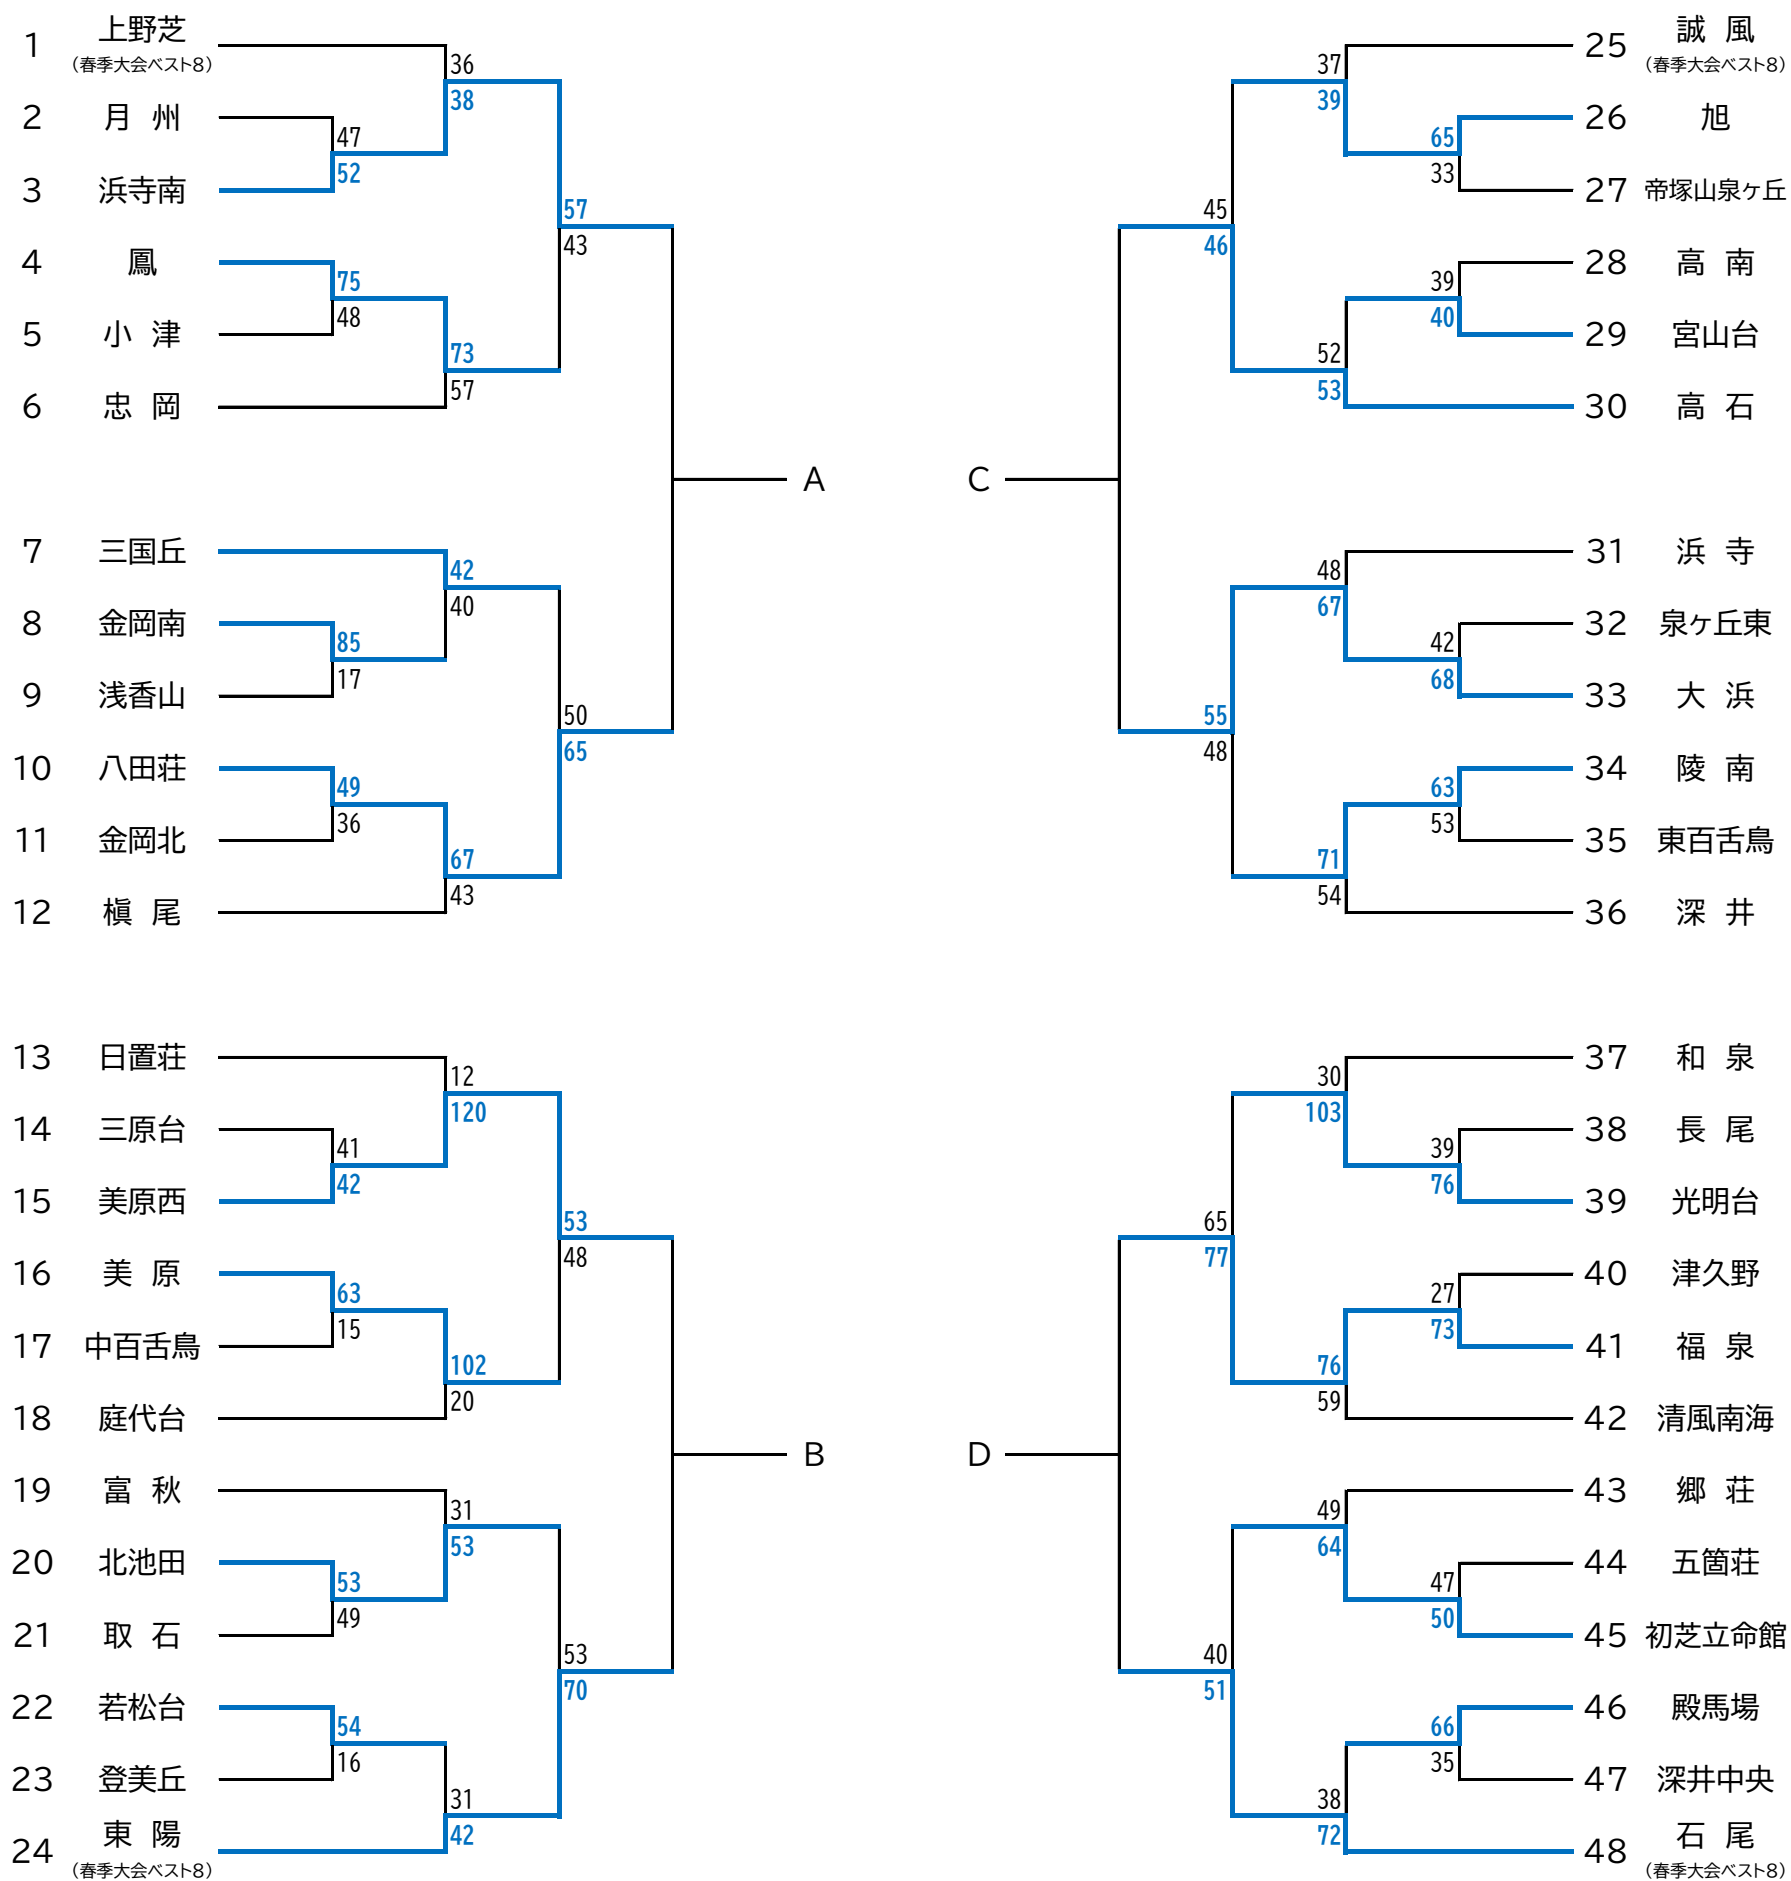 1 上野芝
（春季大会ベスト8）
2 月 州
3 浜寺南
4 鳳
5 小 津
6 忠 岡
36
38
47
52
75
48
73
57
57
43
A
7 三国丘
8 金岡南
9 浅香山
10 八田荘
11 金岡北
12 槇 尾
42
40
85
17
49
36
67
43
50
65
13 日置荘
14 三原台
15 美原西
16 美 原
17 中百舌鳥
18 庭代台
12
120
41
42
63
15
102
20
53
48
B
19 富 秋
20 北池田
21 取 石
22 若松台
23 登美丘
24 東 陽
（春季大会ベスト8）
31
53
53
49
54
16
31
42
53
70
25 誠 風
（春季大会ベスト8）
26 旭
27 帝塚山泉ヶ丘
28 高 南
29 宮山台
30 高 石
37
39
65
33
39
40
52
53
45
46
C
31 浜 寺
32 泉ヶ丘東
33 大 浜
34 陵 南
35 東百舌鳥
36 深 井
48
67
42
68
63
53
71
54
55
48
37 和 泉
38 長 尾
39 光明台
40 津久野
41 福 泉
42 清風南海
30
103
39
76
27
73
76
59
65
77
D
43 郷 荘
44 五箇荘
45 初芝立命館
46 殿馬場
47 深井中央
48 石 尾
（春季大会ベスト8）
49
64
47
50
66
35
38
72
40
51